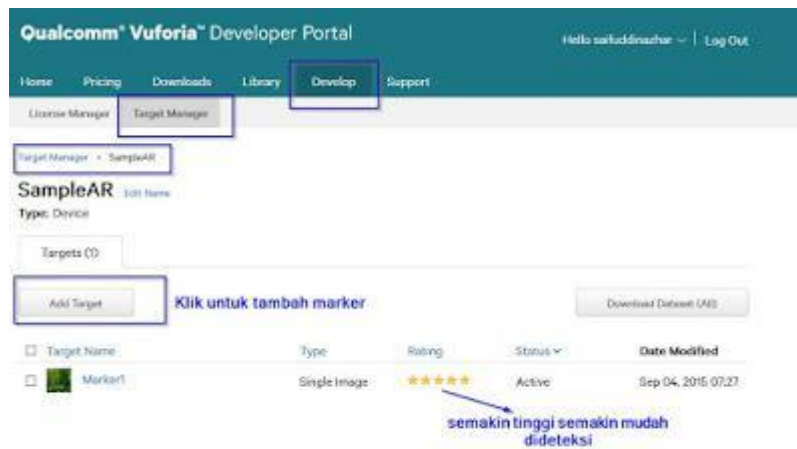 Qualcomm® Vuforia™ Developer Portal
Hello saifuddinazhar | Log Out
Home Pricing Downloads Library Develop Support
License Manager Target Manager
Target Manager > SampleAR
SampleAR Edit Name
Type: Device
Targets (1)
Add Target Klik untuk tambah marker Download Dataset (All)
Target Name Type Rating Status Date Modified
Marker1 Single Image Active Sep 04, 2015 07:27
semakin tinggi semakin mudah
dideteksi